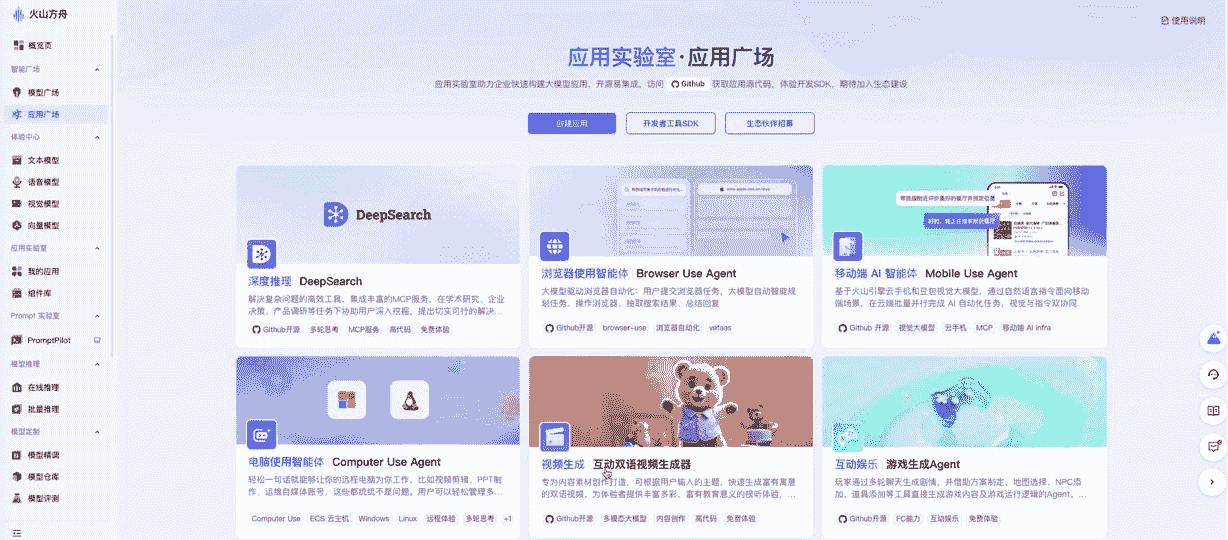 火山方舟
使用说明
概览页
智能广场
模型广场
应用广场
体验中心
文本模型
语音模型
视觉模型
向量模型
应用实验室
我的应用
组件库
Prompt 实验室
PromptPilot
模型推理
在线推理
批量推理
模型定制
模型精调
模型仓库
模型评测
应用实验室·应用广场
应用实验室助力企业快速构建大模型应用，开源易集成。访问 Github 获取应用源代码，体验开发SDK，期待加入生态建设
创建应用 开发者工具SDK 生态伙伴招募
DeepSearch
深度推理 DeepSearch
解决复杂问题的高效工具，集成丰富的MCP服务，在学术研究、企业
决策、产品调研等任务下协助用户深入挖掘，提出切实可行的解决...
Github开源 多轮思考 MCP服务 高代码 免费体验
浏览器使用智能体 Browser Use Agent
大模型驱动浏览器自动化：用户提交浏览器任务，大模型自动智能规
划任务、操作浏览器、抽取搜索结果、总结回复
Github开源 browser-use 浏览器自动化 vefaas
帮我搜附近评价最好的餐厅并预定位置
好的，我正在搜索附近餐厅
移动端 AI 智能体 Mobile Use Agent
基于火山引擎云手机和豆包视觉大模型，通过自然语言指令面向移动
端场景，在云端批量并行完成 AI 自动化任务，视觉与指令双协同
Github 开源 视觉大模型 云手机 MCP 移动端 AI infra
电脑使用智能体 Computer Use Agent
轻松一句话就能够让你的远程电脑为你工作，比如视频剪辑，PPT制
作、运维自媒体账号，这些都统统不是问题。用户可以轻松管理多...
Computer Use ECS 云主机 Windows Linux 远程体验 多轮思考 +1
视频生成 互动双语视频生成器
专为内容素材创作打造，可根据用户输入的主题，快速生成富有寓意
的双语视频，为体验者提供丰富多彩、富有教育意义的视听体验，...
Github开源 多模态大模型 内容创作 高代码 免费体验
互动娱乐 游戏生成Agent
玩家通过多轮聊天生成剧情，并借助方案制定、地图选择、NPC添
加、道具添加等工具直接生成游戏内容及游戏运行逻辑的Agent。...
Github开源 FC能力 互动娱乐 免费体验